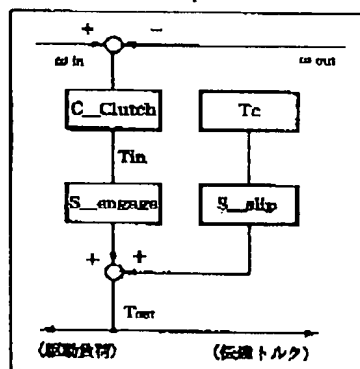 + −
ω in ω out
C_Clutch Tc
Tin
S_engage S_slip
+ +
Tout
(駆動負荷) (伝達トルク)